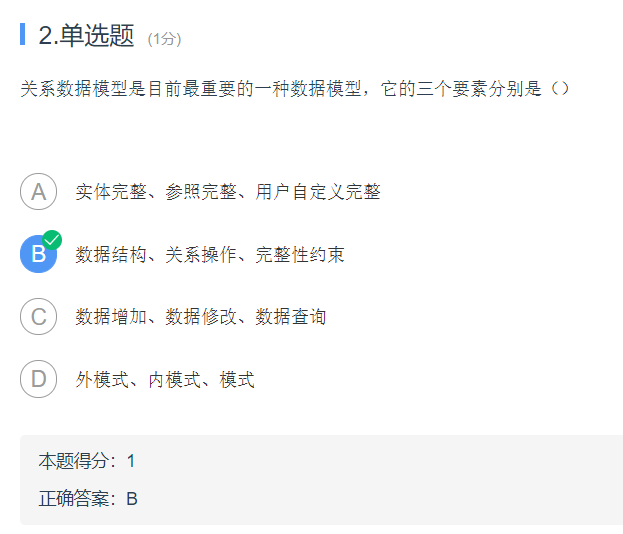 2.单选题 (1分)
关系数据模型是目前最重要的一种数据模型，它的三个要素分别是（）
A 实体完整、参照完整、用户自定义完整
B 数据结构、关系操作、完整性约束
C 数据增加、数据修改、数据查询
D 外模式、内模式、模式
本题得分：1
正确答案：B